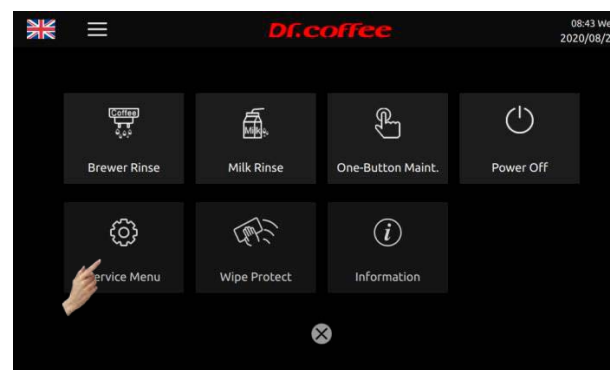 Dr.coffee
08:43 We
2020/08/2
Coffee
Milk
Brewer Rinse
Milk Rinse
One-Button Maint.
Power Off
i
ervice Menu
Wipe Protect
Information